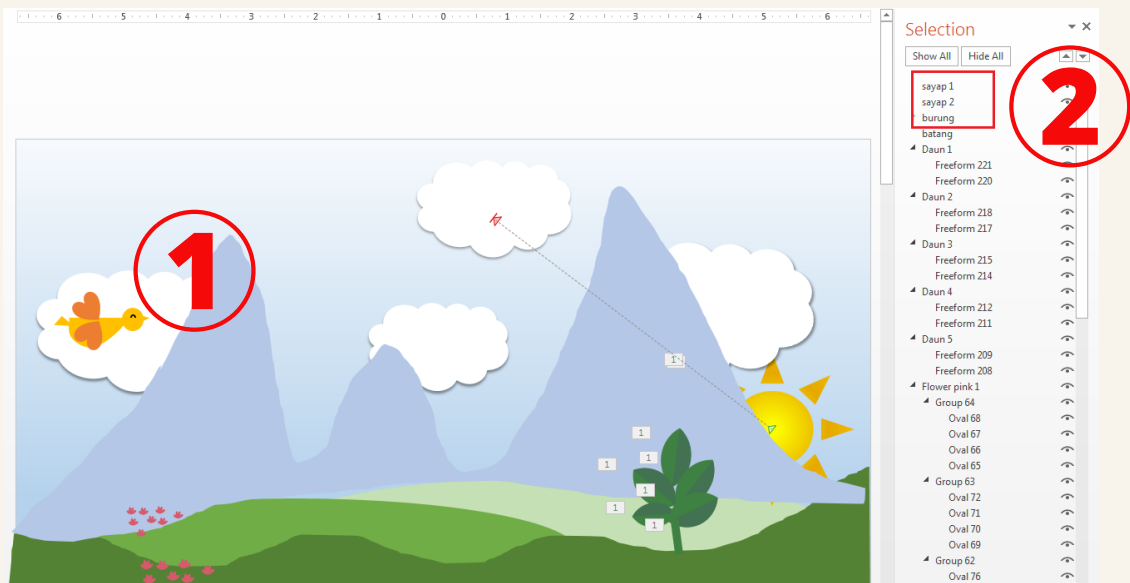 6 5 4 3 2 1 0 1 2 3 4 5 6
Selection
Show All Hide All
1
2
sayap 1
sayap 2
burung
batang
Daun 1
Freeform 221
Freeform 220
Daun 2
Freeform 218
Freeform 217
Daun 3
Freeform 215
Freeform 214
Daun 4
Freeform 212
Freeform 211
Daun 5
Freeform 209
Freeform 208
Flower pink 1
Group 64
Oval 68
Oval 67
Oval 66
Oval 65
Group 63
Oval 72
Oval 71
Oval 70
Oval 69
Group 62
Oval 76
1
1
1
1
1
1
1